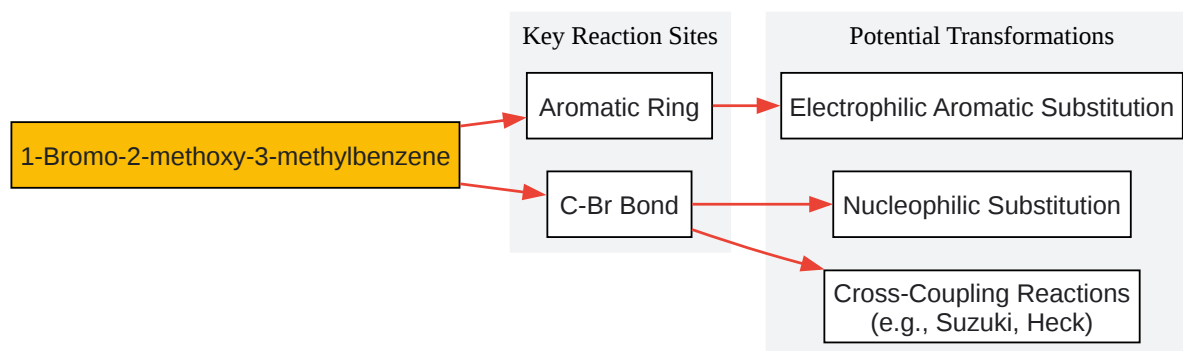 Key Reaction Sites
Potential Transformations
Aromatic Ring
Electrophilic Aromatic Substitution
1-Bromo-2-methoxy-3-methylbenzene
C-Br Bond
Nucleophilic Substitution
Cross-Coupling Reactions
(e.g., Suzuki, Heck)